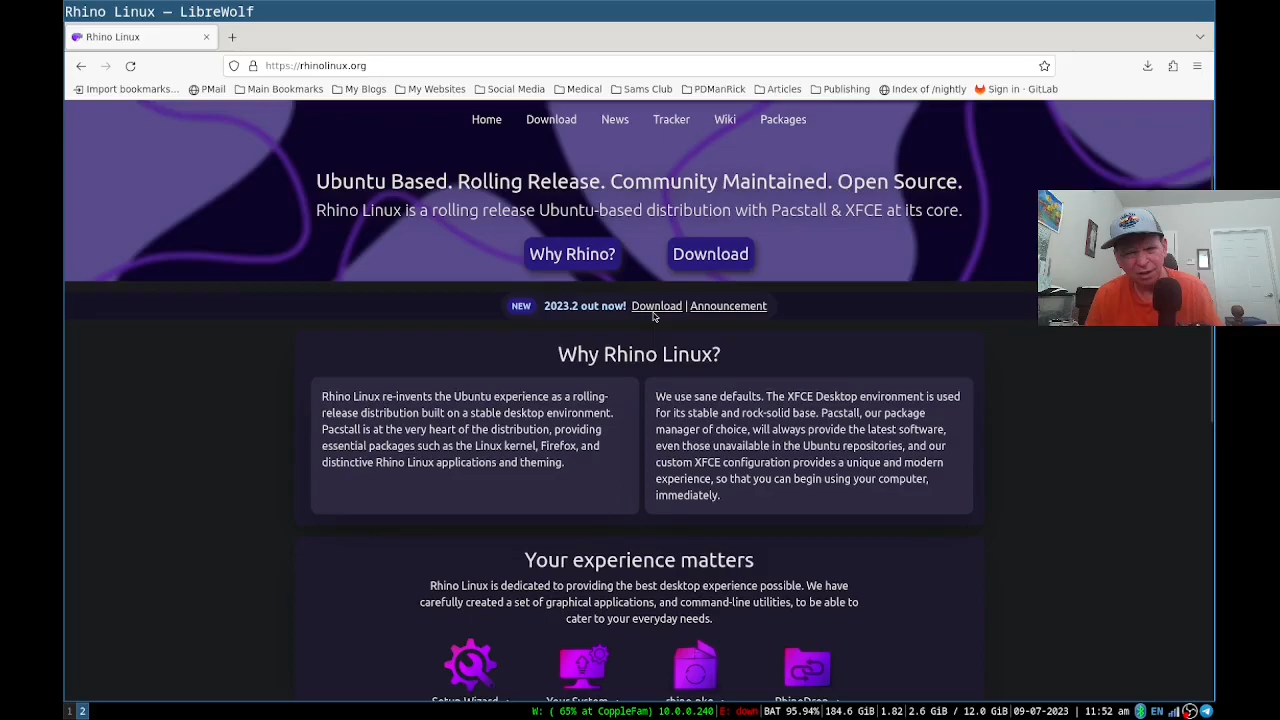 Rhino Linux — LibreWolf
Rhino Linux
https://rhinolinux.org
Import bookmarks... PMail Main Bookmarks My Blogs My Websites Social Media Medical Sams Club PDManRick Articles Publishing Index of /nightly Sign in · GitLab
Home Download News Tracker Wiki Packages
Ubuntu Based. Rolling Release. Community Maintained. Open Source.
Rhino Linux is a rolling release Ubuntu-based distribution with Pacstall & XFCE at its core.
Why Rhino? Download
NEW 2023.2 out now! Download | Announcement
Why Rhino Linux?
Rhino Linux re-invents the Ubuntu experience as a rolling-
release distribution built on a stable desktop environment.
Pacstall is at the very heart of the distribution, providing
essential packages such as the Linux kernel, Firefox, and
distinctive Rhino Linux applications and theming.
We use sane defaults. The XFCE Desktop environment is used
for its stable and rock-solid base. Pacstall, our package
manager of choice, will always provide the latest software,
even those unavailable in the Ubuntu repositories, and our
custom XFCE configuration provides a unique and modern
experience, so that you can begin using your computer,
immediately.
Your experience matters
Rhino Linux is dedicated to providing the best desktop experience possible. We have
carefully created a set of graphical applications, and command-line utilities, to be able to
cater to your everyday needs.
Setup Wizard Your System rhino-pkg RhinoDrop
1 2 W: ( 65% at CoppleFam) 10.0.0.240 E: down BAT 95.94% 184.6 GiB 1.82 2.6 GiB / 12.0 GiB 09-07-2023 11:52 am EN